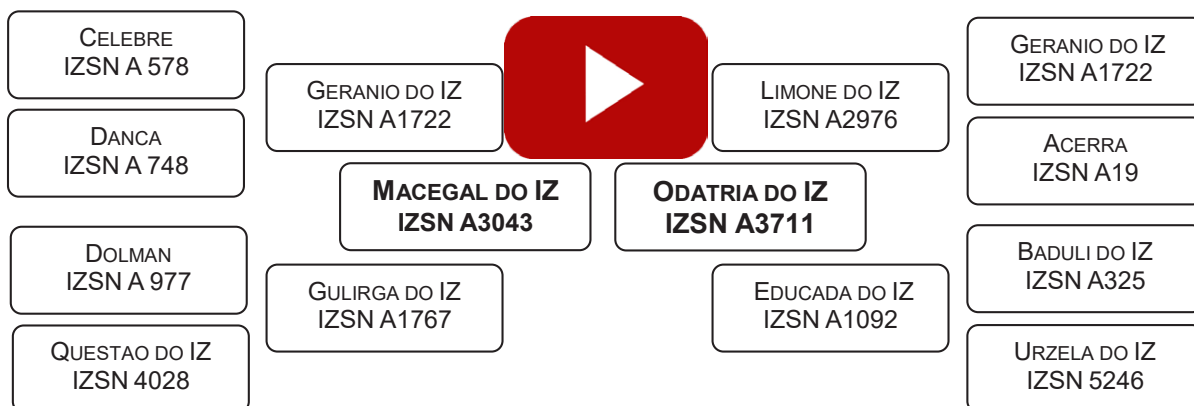 CELEBRE
IZSN A 578
DANCA
IZSN A 748
DOLMAN
IZSN A 977
QUESTAO DO IZ
IZSN 4028
GERANIO DO IZ
IZSN A1722
GULIRGA DO IZ
IZSN A1767
MACEGAL DO IZ
IZSN A3043
ODATRIA DO IZ
IZSN A3711
LIMONE DO IZ
IZSN A2976
EDUCADA DO IZ
IZSN A1092
GERANIO DO IZ
IZSN A1722
ACERRA
IZSN A19
BADULI DO IZ
IZSN A325
URZELA DO IZ
IZSN 5246